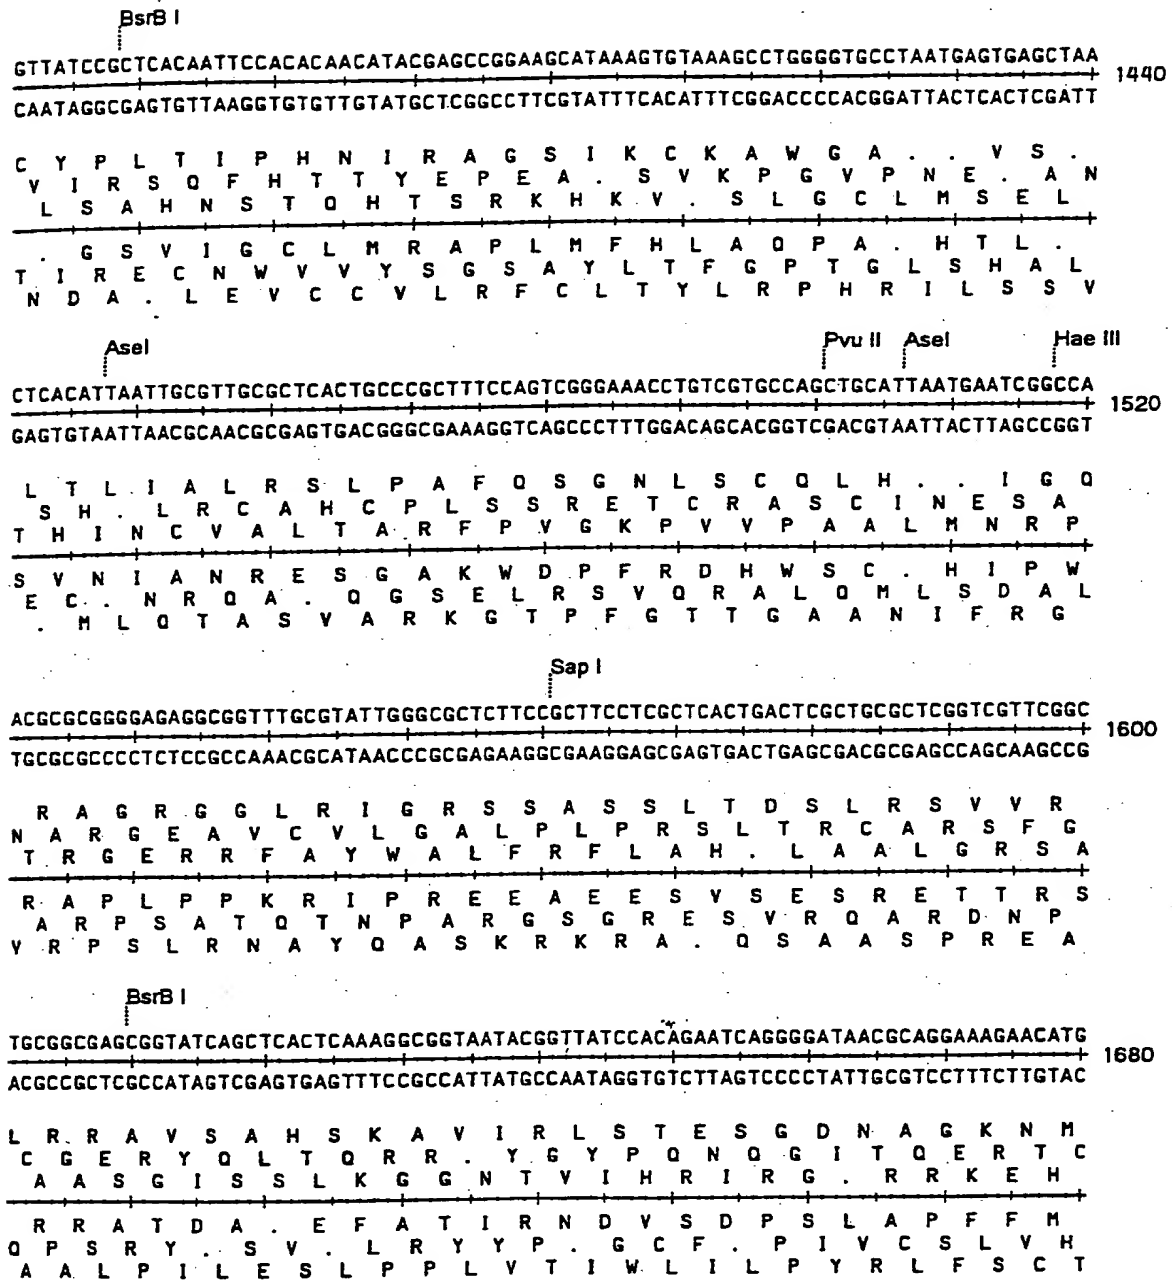 BsrB I
GTTATCCGCTCACAATTCCACACAACATACGAGCCGGAAGCATAAAGTGTAAAGCCTGGGGTGCCTAATGAGTGAGCTAA
1440
CAATAGGCGAGTGTTAAGGTGTGTTGTATGCTCGGCCTTCGTATTTCACATTTCGGACCCCACGGATTACTCACTCGATT
C Y P L T I P H N I R A G S I K C K A W G A . . V S .
V I R S Q F H T T Y E P E A . S V K P G V P N E . A N
L S A H N S T Q H T S R K H K V . S L G C L M S E L
. G S V I G C L M R A P L M F H L A Q P A . H T L .
T I R E C N W V V Y S G S A Y L T F G P T G L S H A L
N D A . L E V C C V L R F C L T Y L R P H R I L S S V
AseI Pvu II AseI Hae III
CTCACATTAATTGCGTTGCGCTCACTGCCCGCTTTCCAGTCGGGAAACCTGTCGTGCCAGCTGCATTAATGAATCGGCCA
1520
GAGTGTAATTAACGCAACGCGAGTGACGGGCGAAAGGTCAGCCCTTTGGACAGCACGGTCGACGTAATTACTTAGCCGGT
L T L I A L R S L P A F Q S G N L S C Q L H . . I G Q
S H . L R C A H C P L S S R E T C R A S C I N E S A
T H I N C V A L T A R F P V G K P V V P A A L M N R P
S V N I A N R E S G A K W D P F R D H W S C . H I P W
E C . N R Q A . Q G S E L R S V Q R A L Q M L S D A L
. M L Q T A S V A R K G T P F G T T G A A N I F R G
Sap I
ACGCGCGGGGAGAGGCGGTTTGCGTATTGGGCGCTCTTCCGCTTCCTCGCTCACTGACTCGCTGCGCTCGGTCGTTCGGC
1600
TGCGCGCCCCTCTCCGCCAAACGCATAACCCGCGAGAAGGCGAAGGAGCGAGTGACTGAGCGACGCGAGCCAGCAAGCCG
R A G R G G L R I G R S S A S S L T D S L R S V V R
N A R G E A V C V L G A L P L P R S L T R C A R S F G
T R G E R R F A Y W A L F R F L A H . L A A L G R S A
R A P L P P K R I P R E E A E E S V S E S R E T T R S
A R P S A T Q T N P A R G S G R E S V R Q A R D N P
V R P S L R N A Y Q A S K R K R A . Q S A A S P R E A
BsrB I
TGCGGCGAGCGGTATCAGCTCACTCAAAGGCGGTAATACGGTTATCCACAGAATCAGGGGATAACGCAGGAAAGAACATG
1680
ACGCCGCTCGCCATAGTCGAGTGAGTTTCCGCCATTATGCCAATAGGTGTCTTAGTCCCCTATTGCGTCCTTTCTTGTAC
L R R A V S A H S K A V I R L S T E S G D N A G K N M
C G E R Y Q L T Q R R . Y G Y P Q N Q G I T Q E R T C
A A S G I S S L K G G N T V I H R I R G . R R K E H
R R A T D A . E F A T I R N D V S D P S L A P F F M
Q P S R Y . S V . L R Y Y P . G C F . P I V C S L V H
A A L P I L E S L P P L V T I W L I L P Y R L F S C T